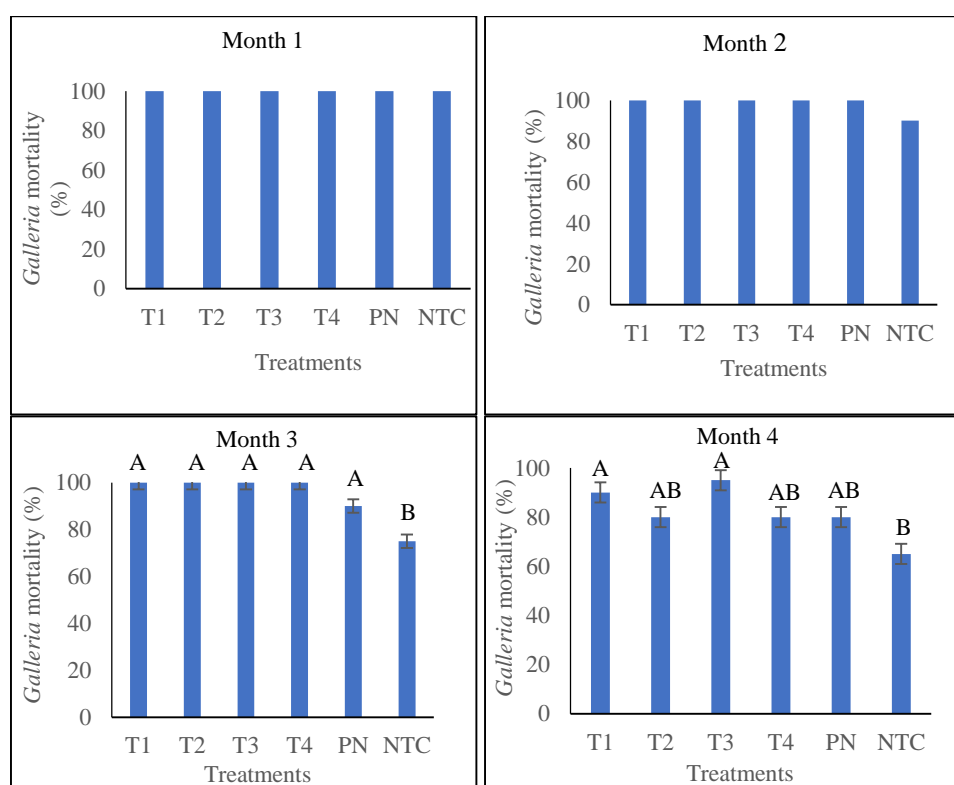 Month 1
Galleria mortality
(%)
100
80
60
40
20
0
T1 T2 T3 T4 PN NTC
Treatments
Month 2
Galleria mortality (%)
100
80
60
40
20
0
T1 T2 T3 T4 PN NTC
Treatments
Month 3
A A A A A B
Galleria mortality (%)
100
80
60
40
20
0
T1 T2 T3 T4 PN NTC
Treatments
Month 4
A AB A AB AB B
Galleria mortality (%)
100
80
60
40
20
0
T1 T2 T3 T4 PN NTC
Treatments